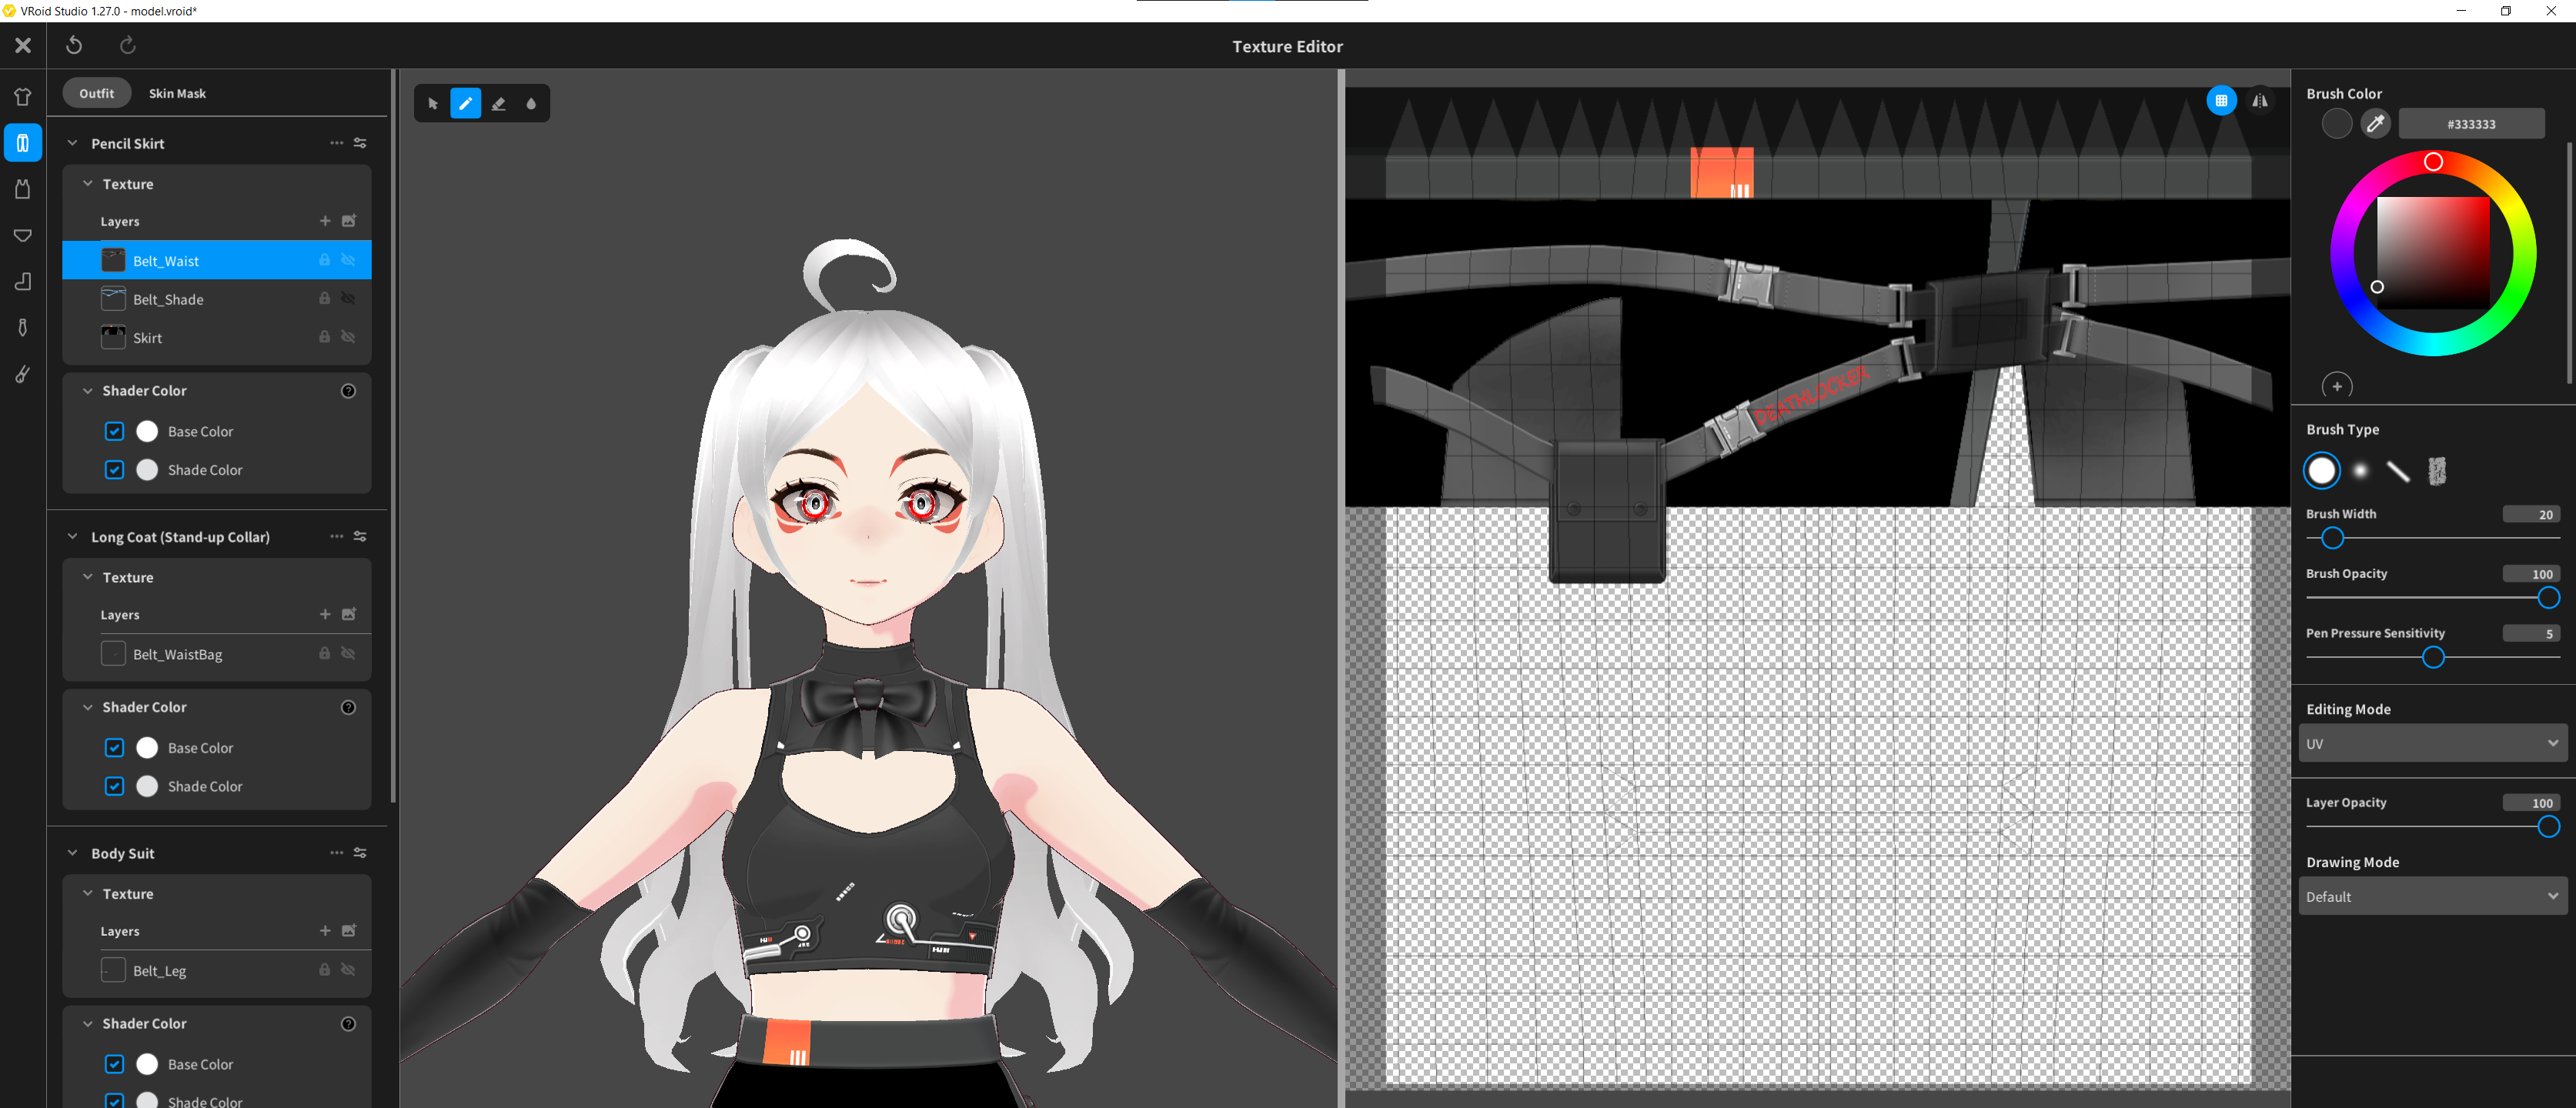 VRoid Studio 1.27.0 - model.vroid*
Texture Editor
Outfit
Skin Mask
Pencil Skirt
Texture
Layers
Belt_Waist
Belt_Shade
Skirt
Shader Color
?
Base Color
Shade Color
Long Coat (Stand-up Collar)
Texture
Layers
Belt_WaistBag
Shader Color
?
Base Color
Shade Color
Body Suit
Texture
Layers
Belt_Leg
Shader Color
?
Base Color
Shade Color
DEATHLOCKER
Brush Color
#333333
Brush Type
Brush Width
20
Brush Opacity
100
Pen Pressure Sensitivity
5
Editing Mode
UV
Layer Opacity
100
Drawing Mode
Default